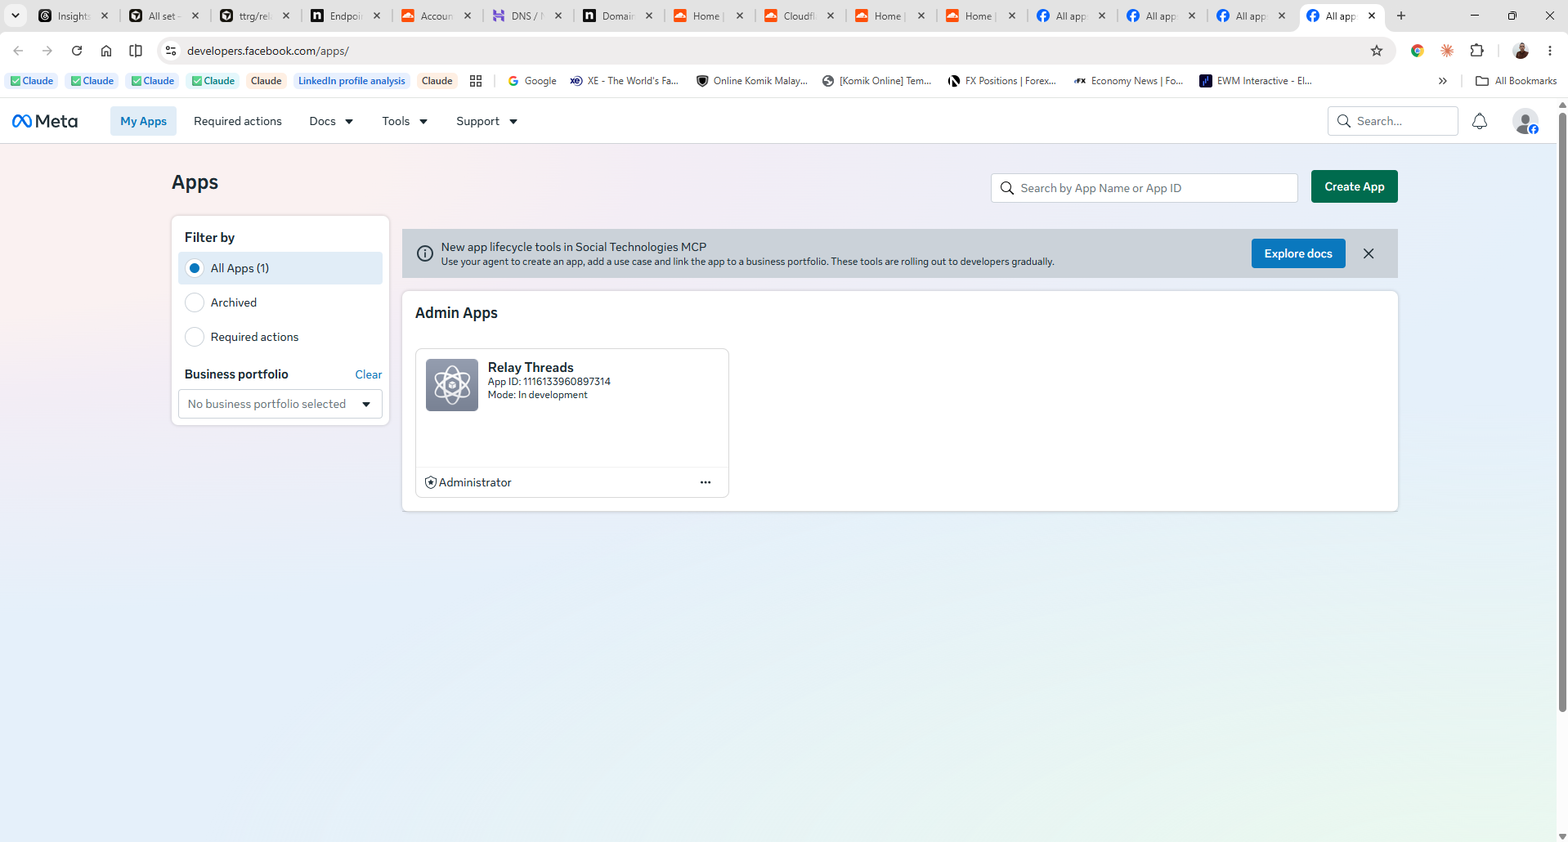 Insights
All set -
ttrg/rel
Endpoin
Accoun
DNS / N
Domain
Home |
Cloudfl
Home |
Home |
All app
All app
All app
All app
developers.facebook.com/apps/
Claude
Claude
Claude
Claude
Claude
LinkedIn profile analysis
Claude
Google
XE - The World's Fa...
Online Komik Malay...
[Komik Online] Tem...
FX Positions | Forex...
Economy News | Fo...
EWM Interactive - El...
All Bookmarks
Meta
My Apps
Required actions
Docs
Tools
Support
Search...
Apps
Search by App Name or App ID
Create App
Filter by
All Apps (1)
Archived
Required actions
Business portfolio
Clear
No business portfolio selected
New app lifecycle tools in Social Technologies MCP
Use your agent to create an app, add a use case and link the app to a business portfolio. These tools are rolling out to developers gradually.
Explore docs
Admin Apps
Relay Threads
App ID: 1116133960897314
Mode: In development
Administrator